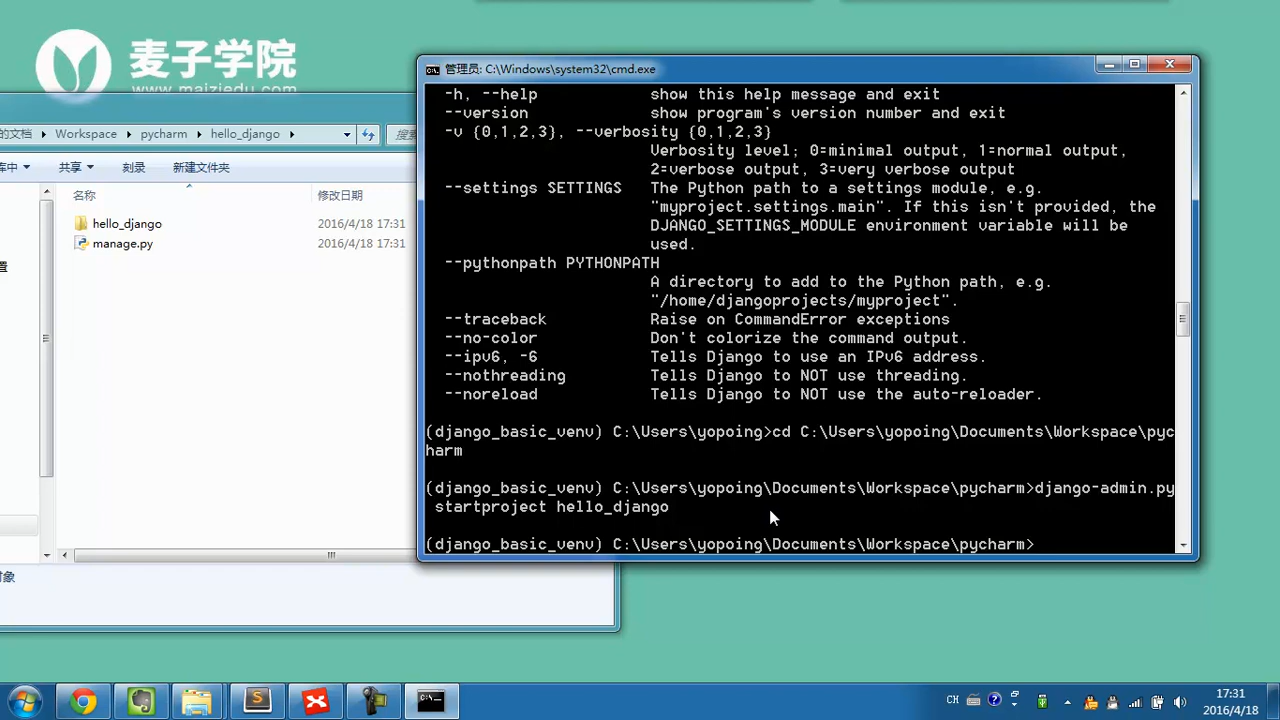 麦子学院
www.maiziedu.com
管理员: C:\Windows\system32\cmd.exe
的文档 Workspace pycharm hello_django
库中 共享 刻录 新建文件夹
名称 修改日期
hello_django 2016/4/18 17:31
manage.py 2016/4/18 17:31
置
对象
-h, --help show this help message and exit
--version show program's version number and exit
-v {0,1,2,3}, --verbosity {0,1,2,3}
Verbosity level; 0=minimal output, 1=normal output,
2=verbose output, 3=very verbose output
--settings SETTINGS The Python path to a settings module, e.g.
"myproject.settings.main". If this isn't provided, the
DJANGO_SETTINGS_MODULE environment variable will be
used.
--pythonpath PYTHONPATH
A directory to add to the Python path, e.g.
"/home/djangoprojects/myproject".
--traceback Raise on CommandError exceptions
--no-color Don't colorize the command output.
--ipv6, -6 Tells Django to use an IPv6 address.
--nothreading Tells Django to NOT use threading.
--noreload Tells Django to NOT use the auto-reloader.
(django_basic_venv) C:\Users\yopoing>cd C:\Users\yopoing\Documents\Workspace\pyc
harm
(django_basic_venv) C:\Users\yopoing\Documents\Workspace\pycharm>django-admin.py
startproject hello_django
(django_basic_venv) C:\Users\yopoing\Documents\Workspace\pycharm>
CH
17:31
2016/4/18